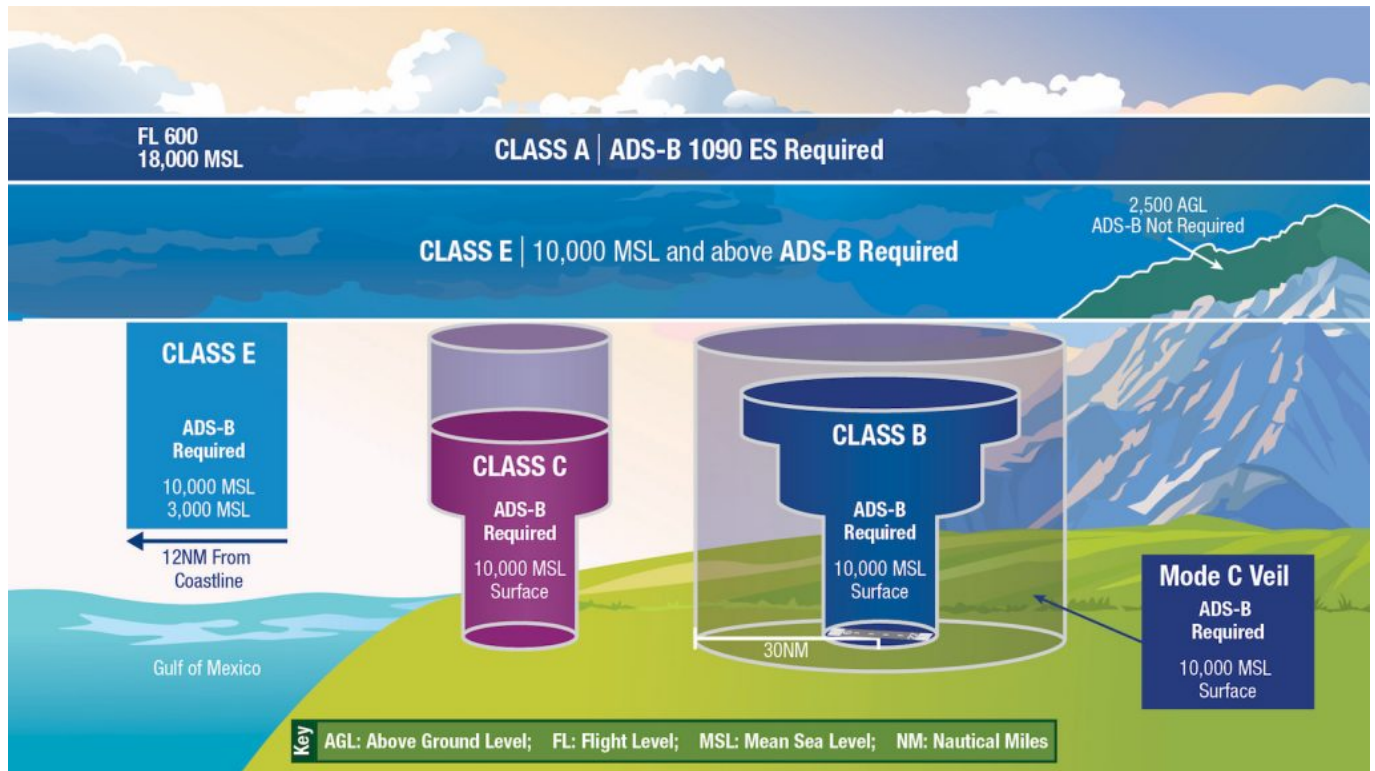 FL 600
18,000 MSL
CLASS A | ADS-B 1090 ES Required
2,500 AGL
ADS-B Not Required
CLASS E | 10,000 MSL and above ADS-B Required
CLASS E
ADS-B
Required
10,000 MSL
3,000 MSL
12NM From
Coastline
Gulf of Mexico
CLASS C
ADS-B
Required
10,000 MSL
Surface
CLASS B
ADS-B
Required
10,000 MSL
Surface
30NM
Mode C Veil
ADS-B
Required
10,000 MSL
Surface
Key
AGL: Above Ground Level; FL: Flight Level; MSL: Mean Sea Level; NM: Nautical Miles